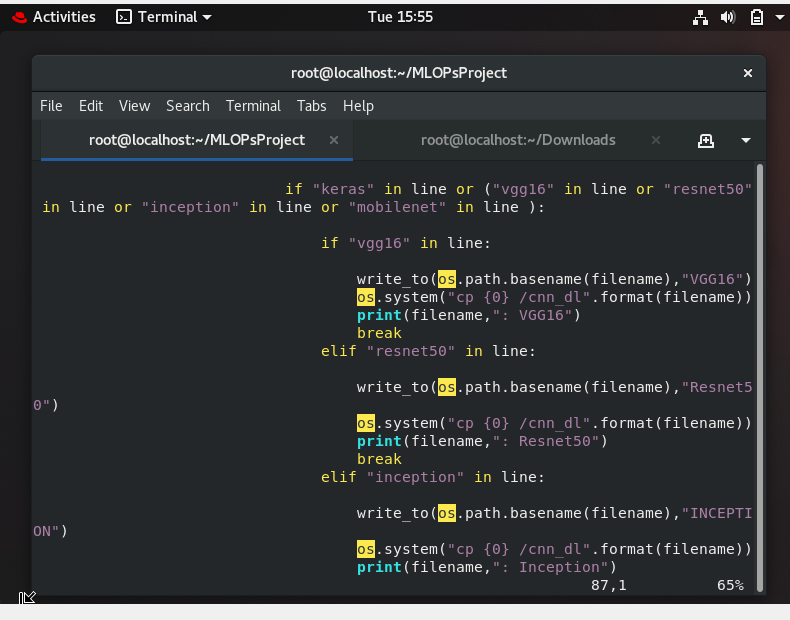 Activities Terminal Tue 15:55
root@localhost:~/MLOPsProject ×
File Edit View Search Terminal Tabs Help
root@localhost:~/MLOPsProject × root@localhost:~/Downloads ×
if "keras" in line or ("vgg16" in line or "resnet50"
in line or "inception" in line or "mobilenet" in line ):
if "vgg16" in line:
write_to(os.path.basename(filename),"VGG16")
os.system("cp {0} /cnn_dl".format(filename))
print(filename,": VGG16")
break
elif "resnet50" in line:
write_to(os.path.basename(filename),"Resnet5
0")
os.system("cp {0} /cnn_dl".format(filename))
print(filename,": Resnet50")
break
elif "inception" in line:
write_to(os.path.basename(filename),"INCEPTI
ON")
os.system("cp {0} /cnn_dl".format(filename))
print(filename,": Inception")
87,1 65%